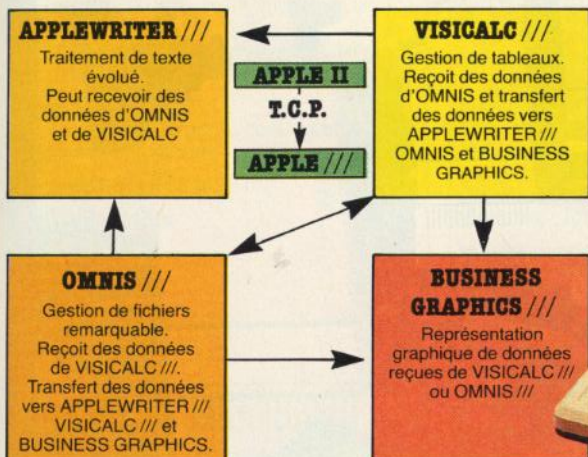 APPLEWRITER ///
Traitement de texte
évolué.
Peut recevoir des
données d'OMNIS
et de VISICALC
APPLE II
T.C.P.
APPLE ///
VISICALC ///
Gestion de tableaux.
Reçoit des données
d'OMNIS et transfert
des données vers
APPLEWRITER ///
OMNIS et BUSINESS
GRAPHICS.
OMNIS ///
Gestion de fichiers
remarquable.
Reçoit des données
de VISICALC ///.
Transfert des données
vers APPLEWRITER ///
VISICALC /// et
BUSINESS GRAPHICS.
BUSINESS
GRAPHICS ///
Représentation
graphique de données
reçues de VISICALC ///
ou OMNIS ///